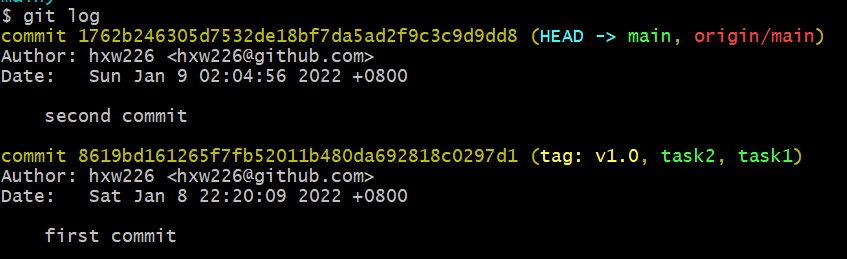 main)
$ git log
commit 1762b246305d7532de18bf7da5ad2f9c3c9d9dd8 (HEAD -> main, origin/main)
Author: hxw226 <hxw226@github.com>
Date:   Sun Jan 9 02:04:56 2022 +0800
    second commit
commit 8619bd161265f7fb52011b480da692818c0297d1 (tag: v1.0, task2, task1)
Author: hxw226 <hxw226@github.com>
Date:   Sat Jan 8 22:20:09 2022 +0800
    first commit